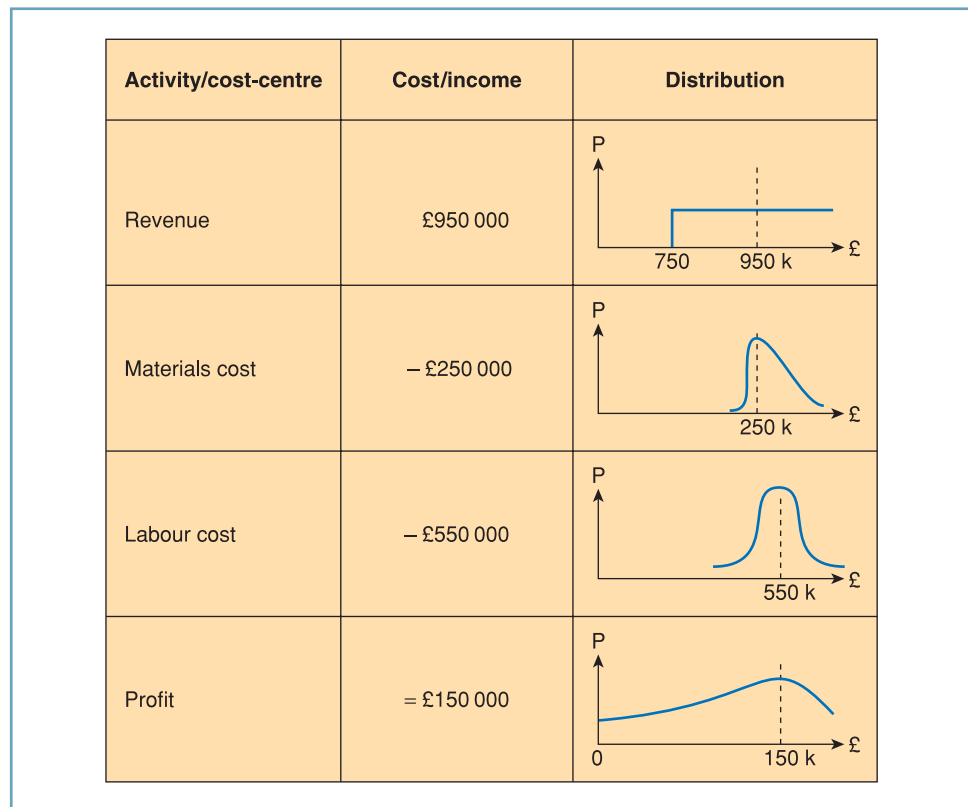 Activity/cost-centre Cost/income Distribution
P
Revenue £950 000
£
750 950 k
P
Materials cost – £250 000
£
250 k
P
Labour cost – £550 000
£
550 k
P
Profit = £150 000
£
0 150 k